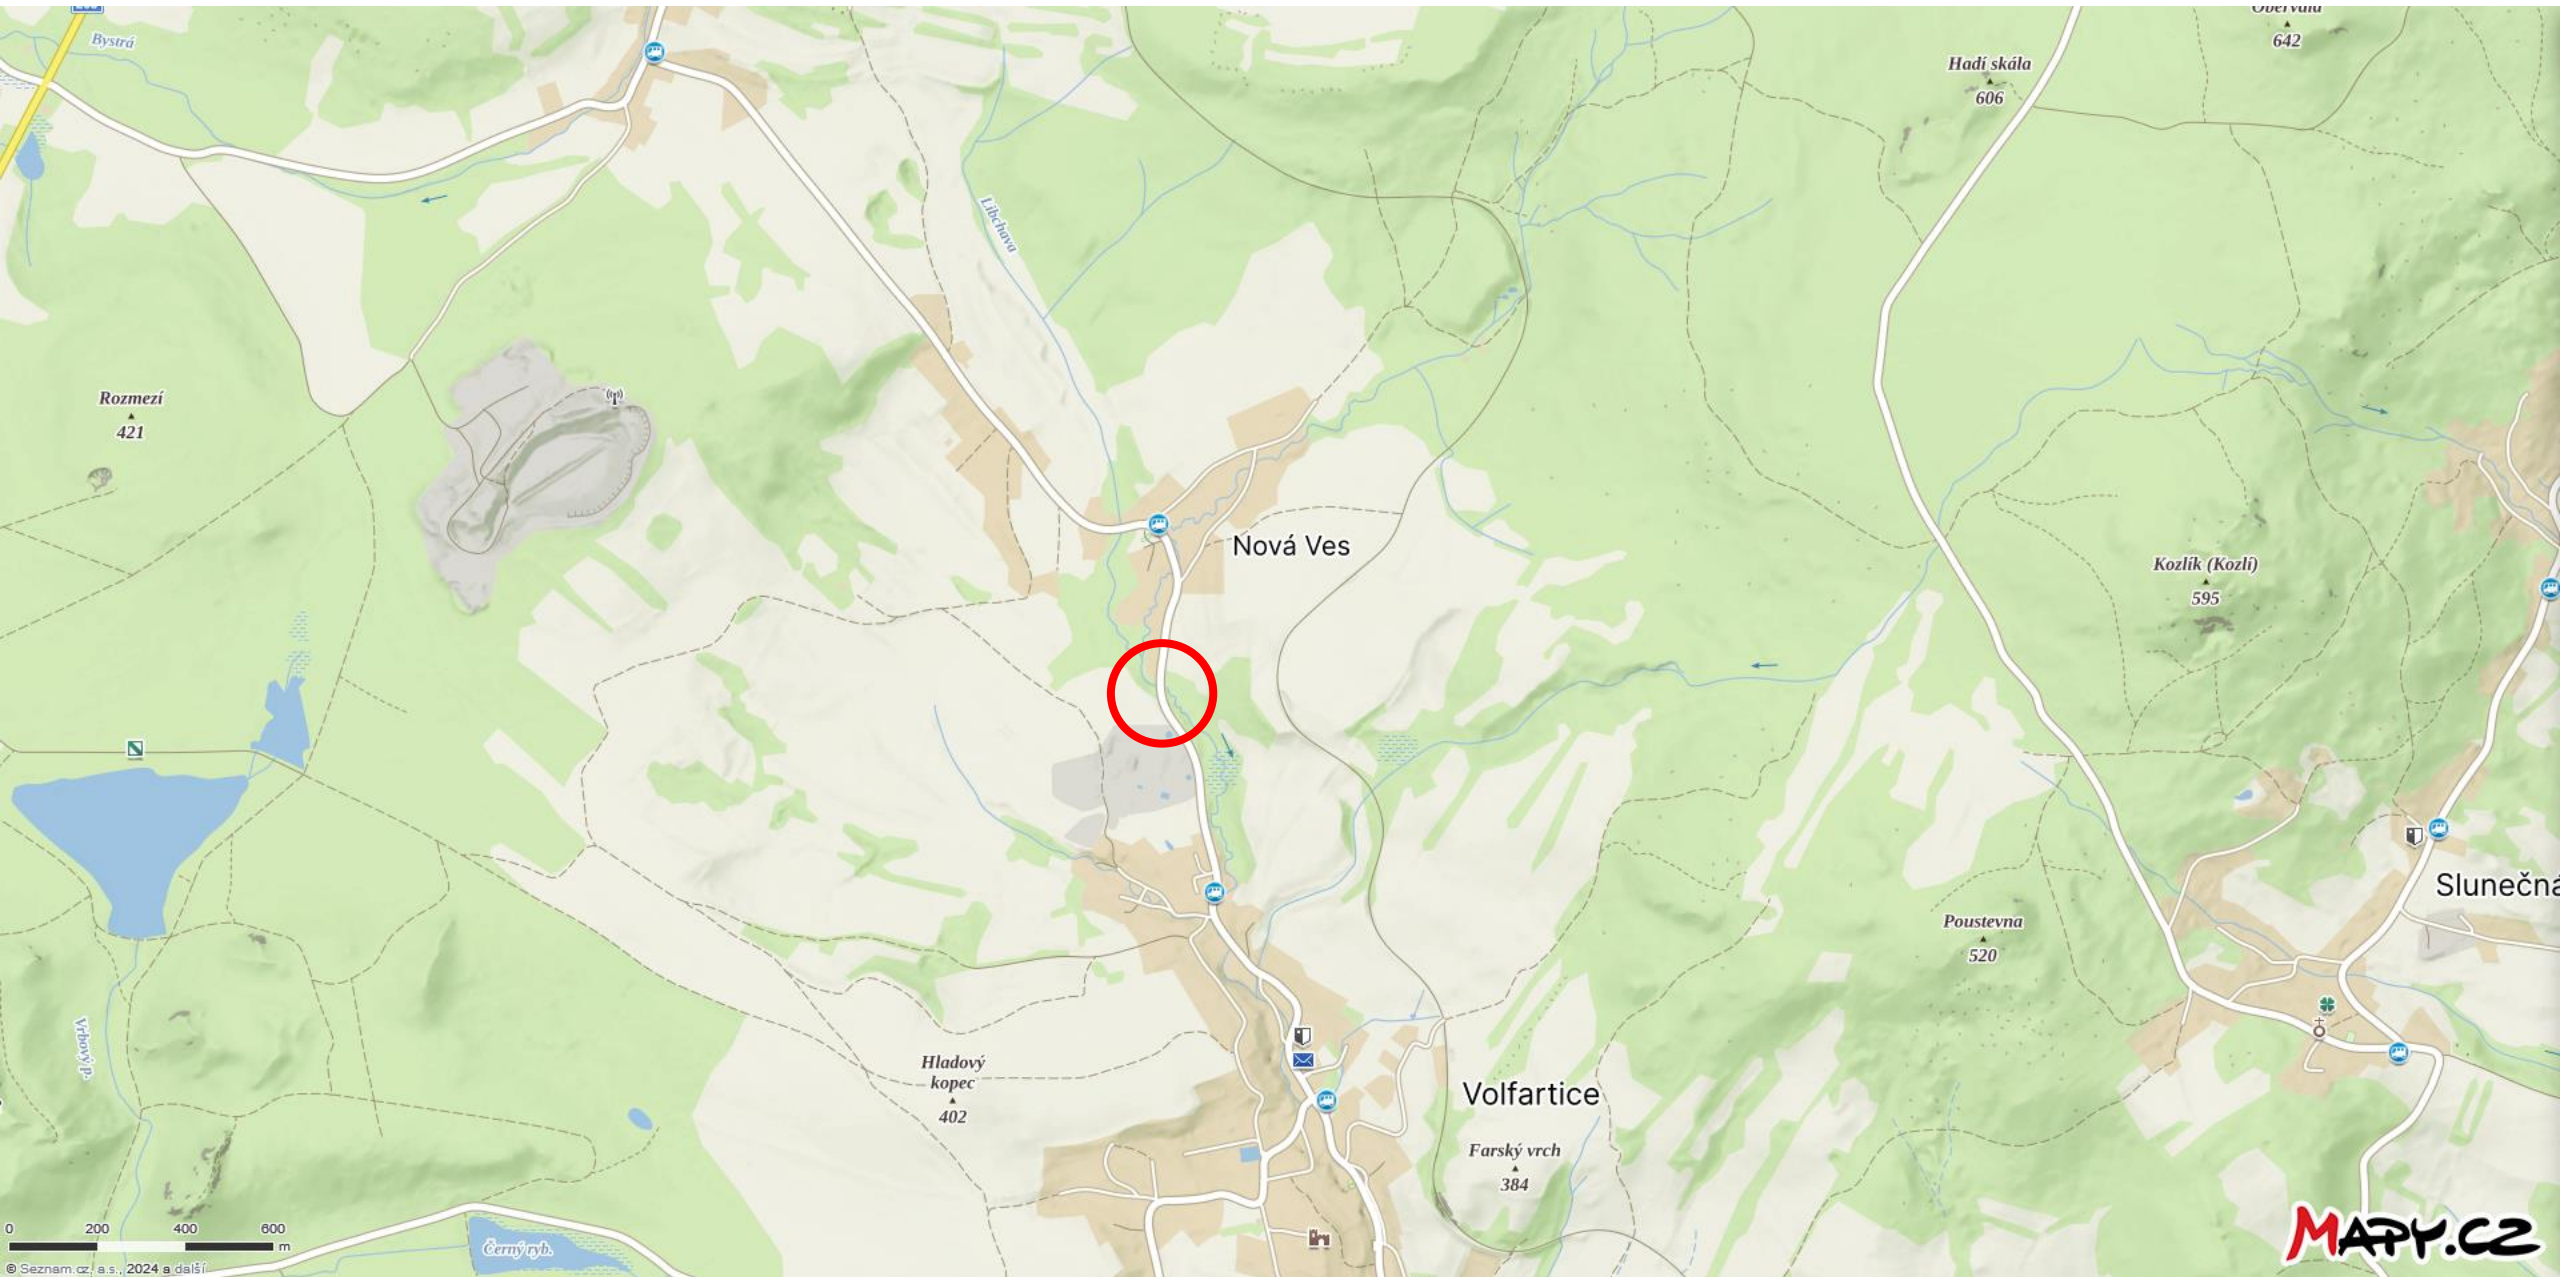 Bystrá
642
Hadí skála
606
Libchava
Rozmezí
421
Nová Ves
Kozlík (Kozlí)
595
Slunečná
Poustevna
520
Vrbový p.
Hladový
kopec
402
Volfartice
Farský vrch
384
0 200 400 600
m
Černý ryb.
© Seznam.cz, a.s., 2024 a další
MAPY.CZ